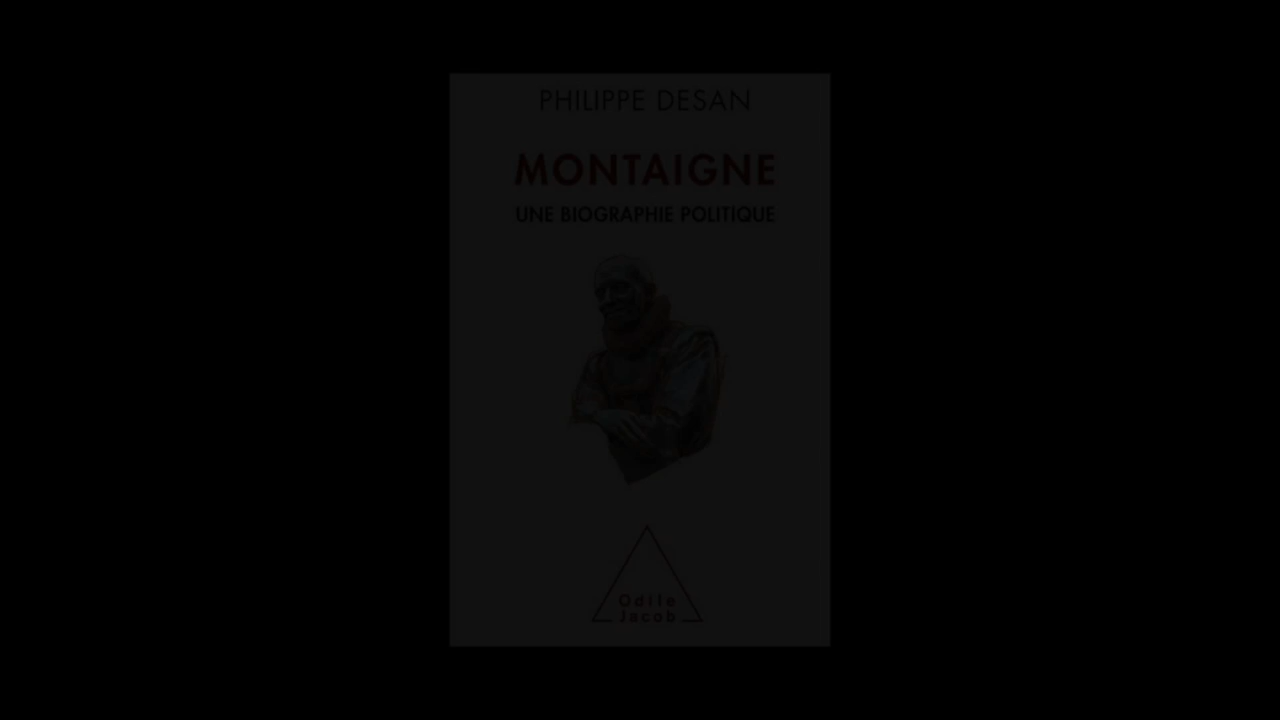 PHILIPPE DESAN
MONTAIGNE
UNE BIOGRAPHIE POLITIQUE
Odile
Jacob